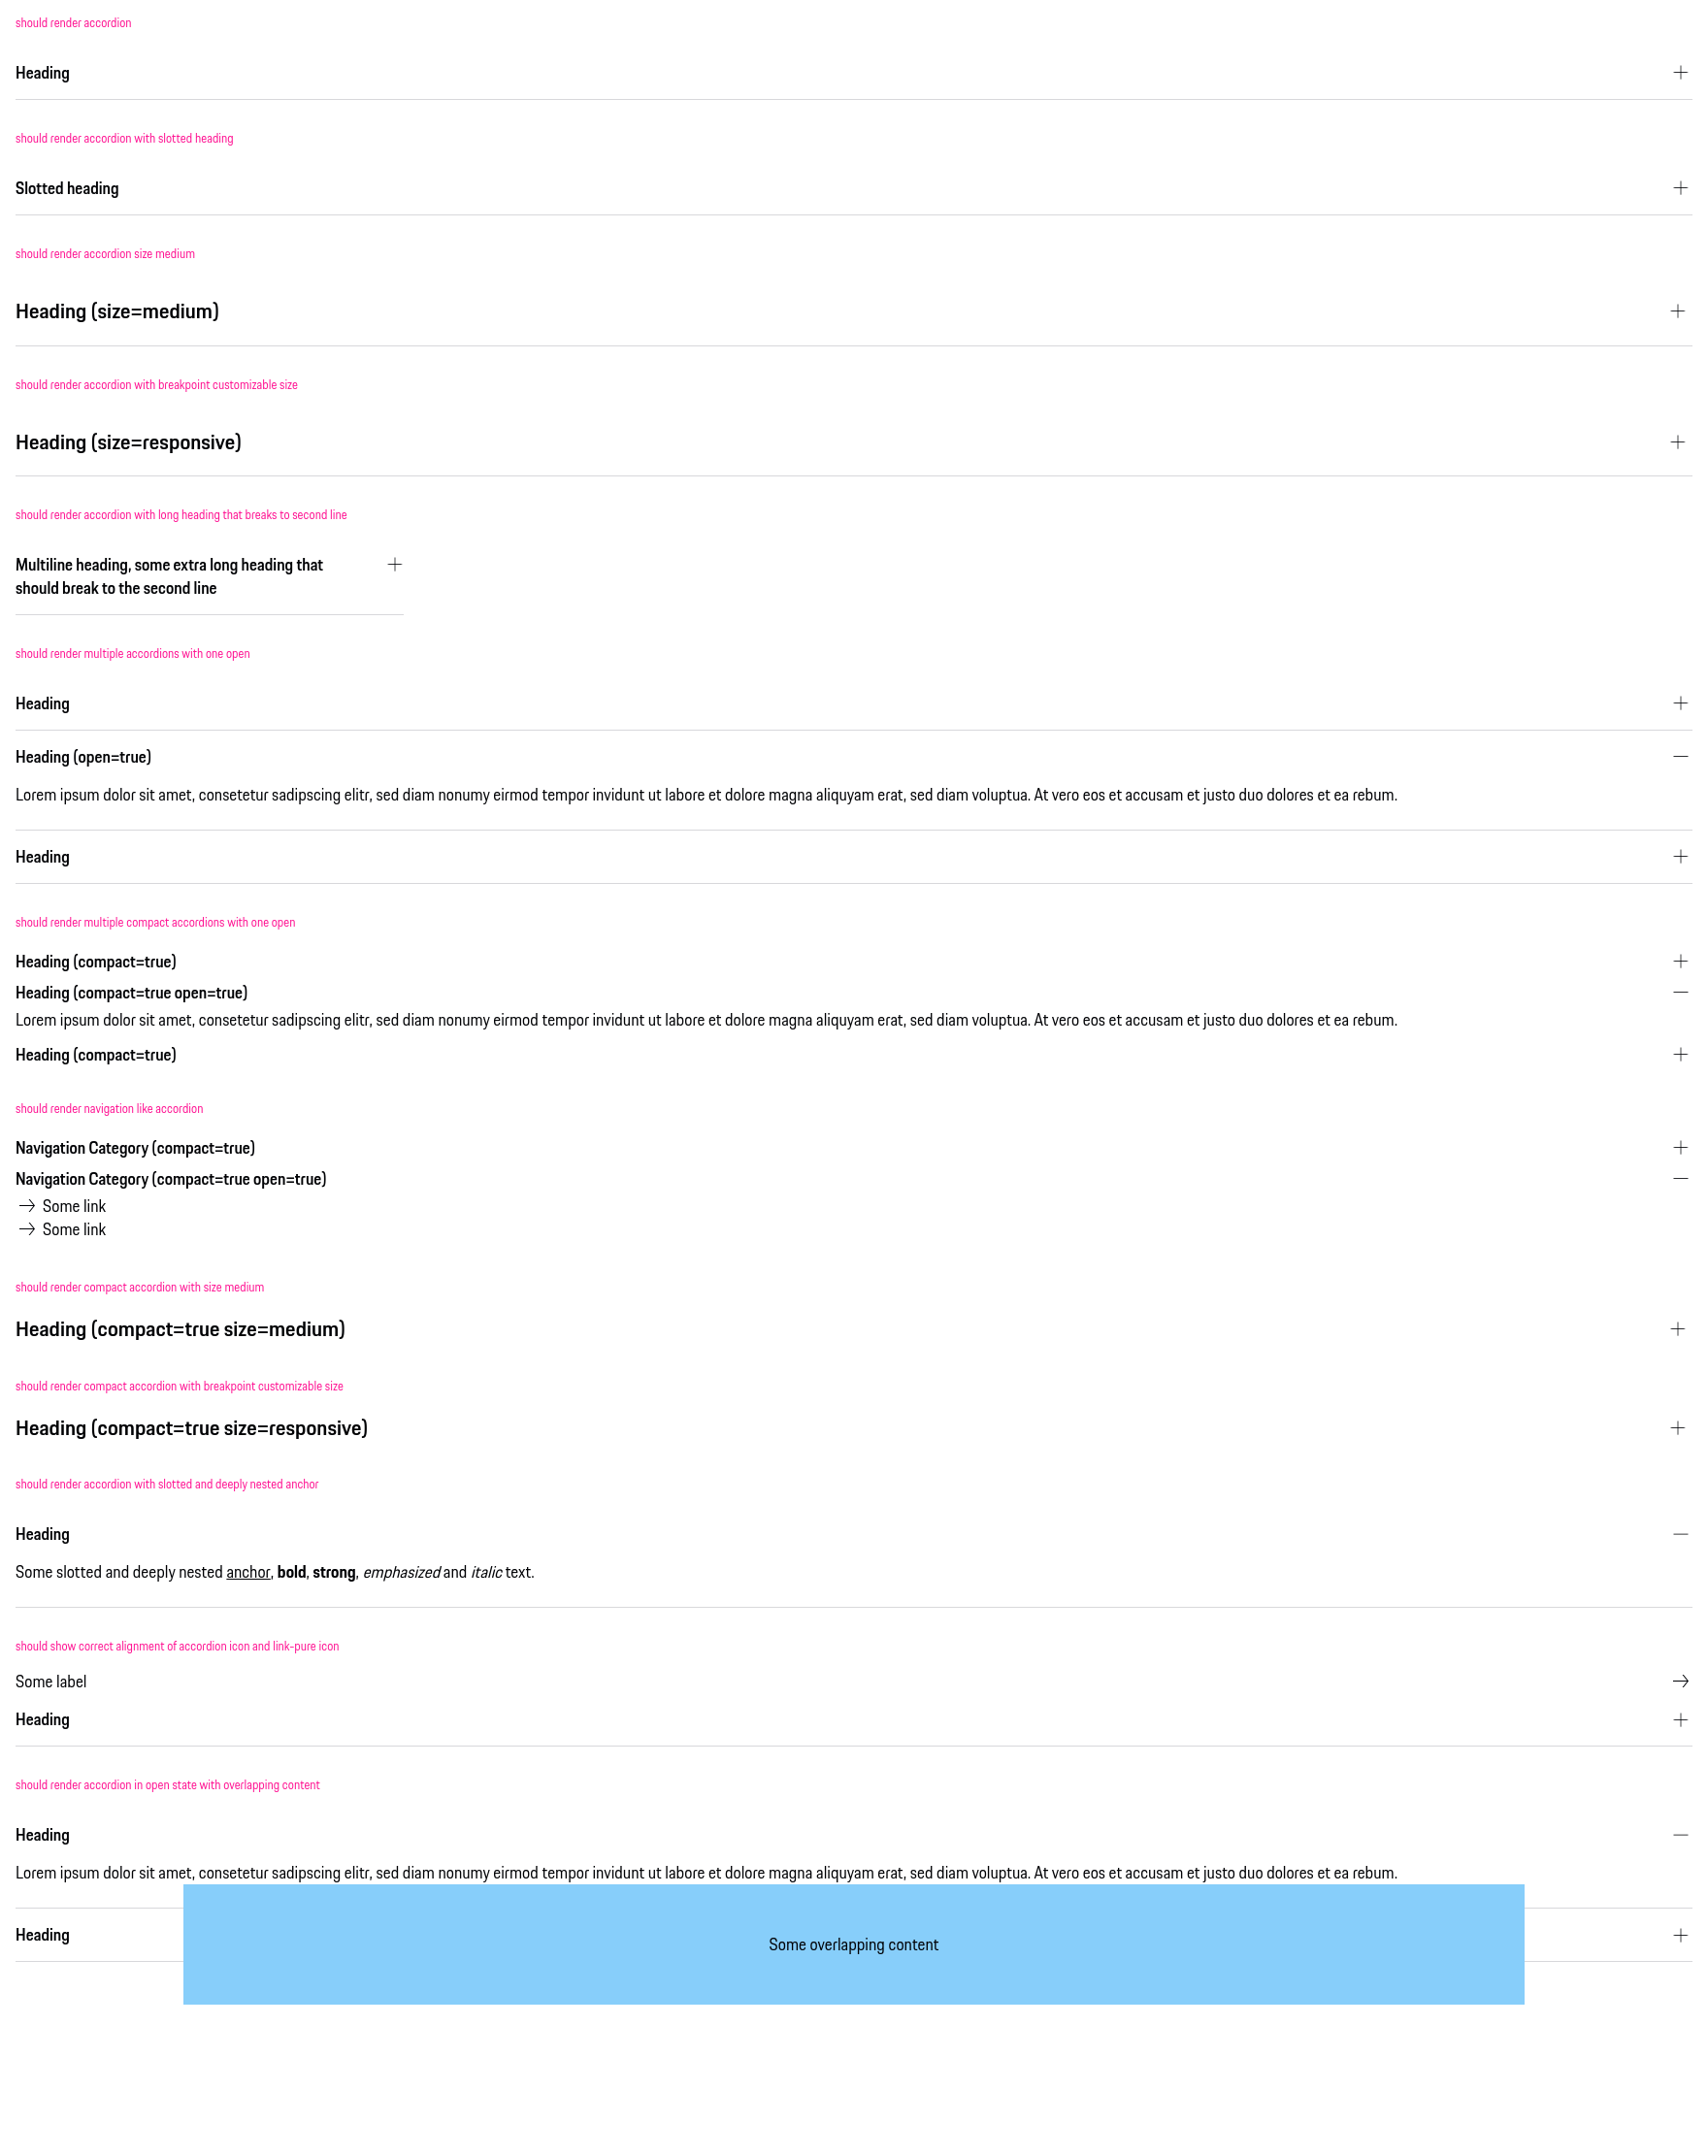 should render accordion
Heading
should render accordion with slotted heading
Slotted heading
should render accordion size medium
Heading (size=medium)
should render accordion with breakpoint customizable size
Heading (size=responsive)
should render accordion with long heading that breaks to second line
Multiline heading, some extra long heading that
should break to the second line
should render multiple accordions with one open
Heading
Heading (open=true)
Lorem ipsum dolor sit amet, consetetur sadipscing elitr, sed diam nonumy eirmod tempor invidunt ut labore et dolore magna aliquyam erat, sed diam voluptua. At vero eos et accusam et justo duo dolores et ea rebum.
Heading
should render multiple compact accordions with one open
Heading (compact=true)
Heading (compact=true open=true)
Lorem ipsum dolor sit amet, consetetur sadipscing elitr, sed diam nonumy eirmod tempor invidunt ut labore et dolore magna aliquyam erat, sed diam voluptua. At vero eos et accusam et justo duo dolores et ea rebum.
Heading (compact=true)
should render navigation like accordion
Navigation Category (compact=true)
Navigation Category (compact=true open=true)
Some link
Some link
should render compact accordion with size medium
Heading (compact=true size=medium)
should render compact accordion with breakpoint customizable size
Heading (compact=true size=responsive)
should render accordion with slotted and deeply nested anchor
Heading
Some slotted and deeply nested anchor, bold, strong, emphasized and italic text.
should show correct alignment of accordion icon and link-pure icon
Some label
Heading
should render accordion in open state with overlapping content
Heading
Lorem ipsum dolor sit amet, consetetur sadipscing elitr, sed diam nonumy eirmod tempor invidunt ut labore et dolore magna aliquyam erat, sed diam voluptua. At vero eos et accusam et justo duo dolores et ea rebum.
Heading
Some overlapping content